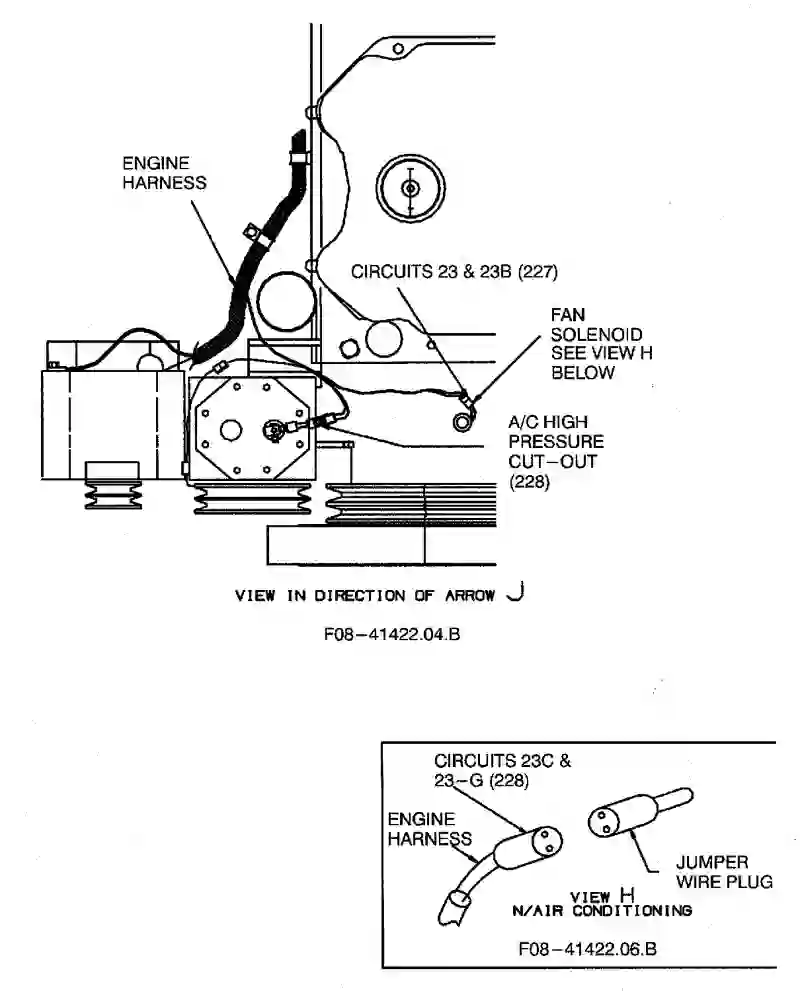 ENGINE
HARNESS
CIRCUITS 23 & 23B (227)
FAN
SOLENOID
SEE VIEW H
BELOW
A/C HIGH
PRESSURE
CUT-OUT
(228)
VIEW IN DIRECTION OF ARROW J
F08-41422.04.B
CIRCUITS 23C &
23-G (228)
ENGINE
HARNESS
JUMPER
WIRE PLUG
VIEW H
N/AIR CONDITIONING
F08-41422.06.B